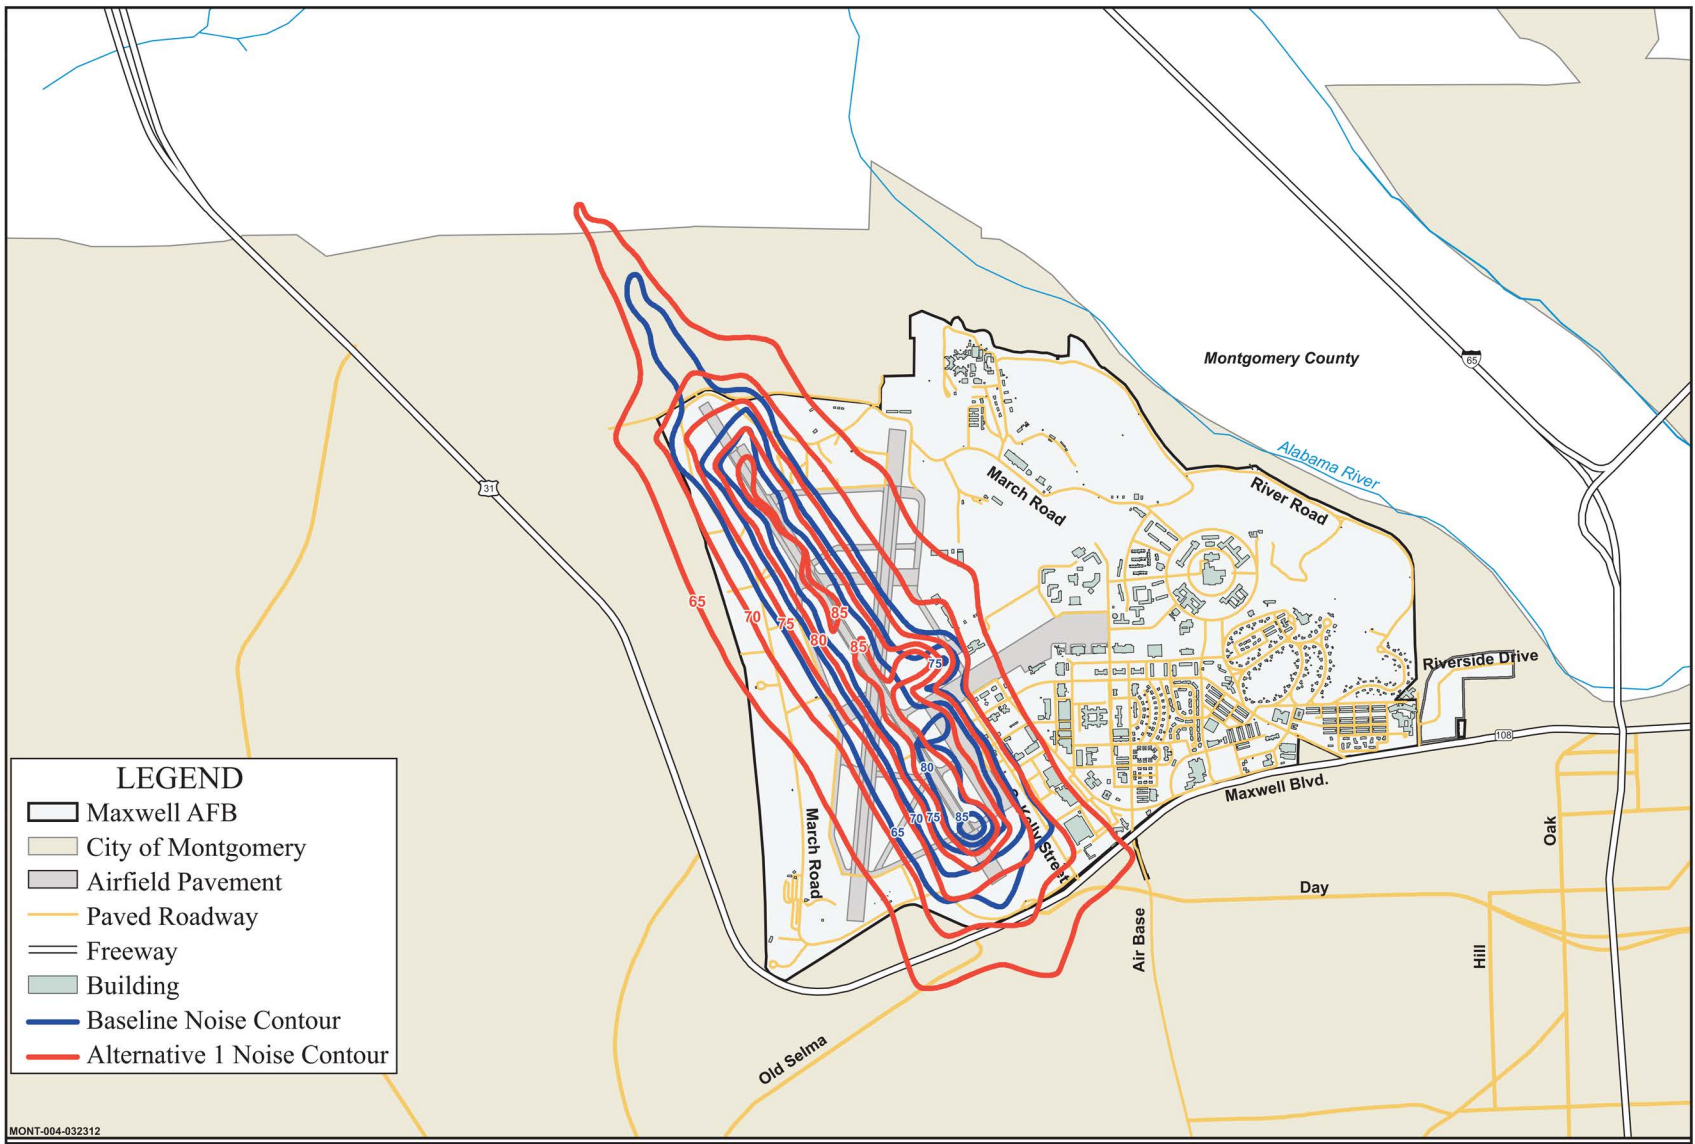 65
Montgomery County
Alabama River
River Road
March Road
31
65
70
75
80
85
85
75
80
85
75
70
65
Kelly Street
March Road
Riverside Drive
108
Maxwell Blvd.
Oak
Day
Air Base
Hill
Old Selma
LEGEND
Maxwell AFB
City of Montgomery
Airfield Pavement
Paved Roadway
Freeway
Building
Baseline Noise Contour
Alternative 1 Noise Contour
MONT-004-032312